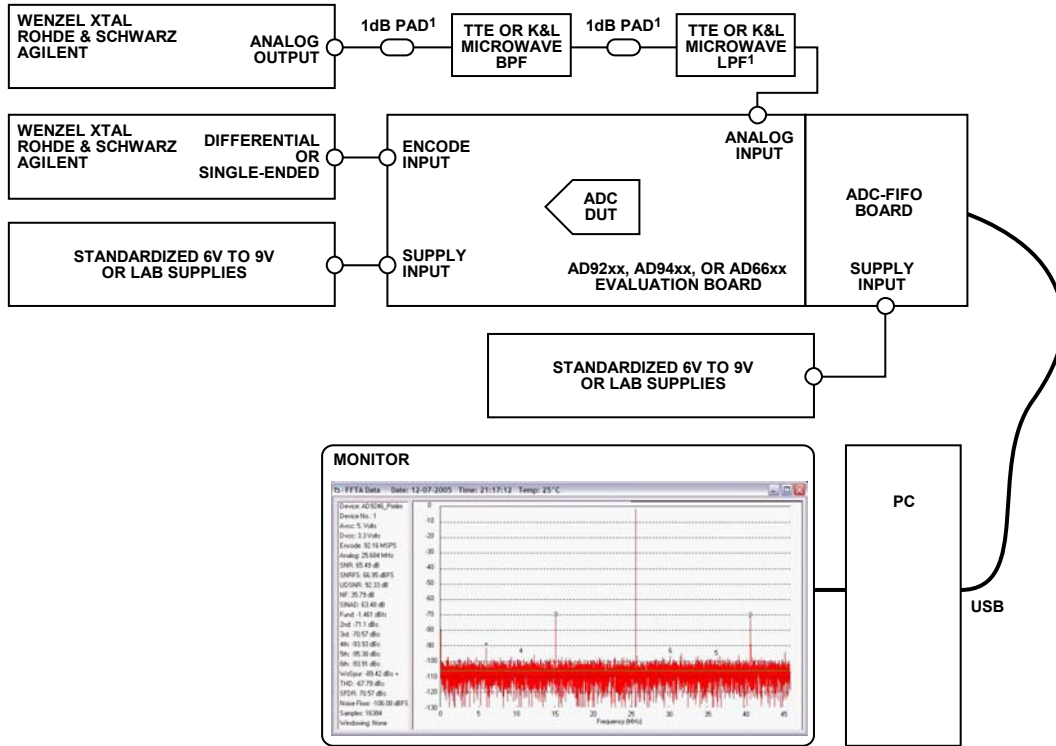 WENZEL XTAL
ROHDE & SCHWARZ
AGILENT
ANALOG
OUTPUT
1dB PAD1
TTE OR K&L
MICROWAVE
BPF
1dB PAD1
TTE OR K&L
MICROWAVE
LPF1
WENZEL XTAL
ROHDE & SCHWARZ
AGILENT
DIFFERENTIAL
OR
SINGLE-ENDED
ENCODE
INPUT
ANALOG
INPUT
ADC
DUT
ADC-FIFO
BOARD
STANDARDIZED 6V TO 9V
OR LAB SUPPLIES
SUPPLY
INPUT
AD92xx, AD94xx, OR AD66xx
EVALUATION BOARD
SUPPLY
INPUT
STANDARDIZED 6V TO 9V
OR LAB SUPPLIES
MONITOR
FFTA Data Date: 12-07-2005 Time: 21:17:12 Temp: 25°C
Device: AD9246_Prelim
Device No.: 1
Avcc: 5. Volts
Dvcc: 3.3 Volts
Encode: 92.16 MSPS
Analog: 25.604 MHz
SNR: 65.49 dB
SNRFS: 66.95 dBFS
UDSNR: 92.33 dB
NF: 35.79 dB
SINAD: 63.48 dB
Fund: -1.461 dBfs
2nd: -71.1 dBc
3rd: -70.57 dBc
4th: -93.93 dBc
5th: -95.38 dBc
6th: -93.91 dBc
WoSpur: -89.42 dBc +
THD: -67.79 dBc
SFDR: 70.57 dBc
Noise Floor: -106.08 dBFS
Samples: 16384
Windowing: None
0
-10
-20
-30
-40
-50
-60
-70
-80
-90
-100
-110
-120
-130
+ 4 3 6 5 2
0 5 10 15 20 25 30 35 40 45
Frequency (MHz)
PC
USB